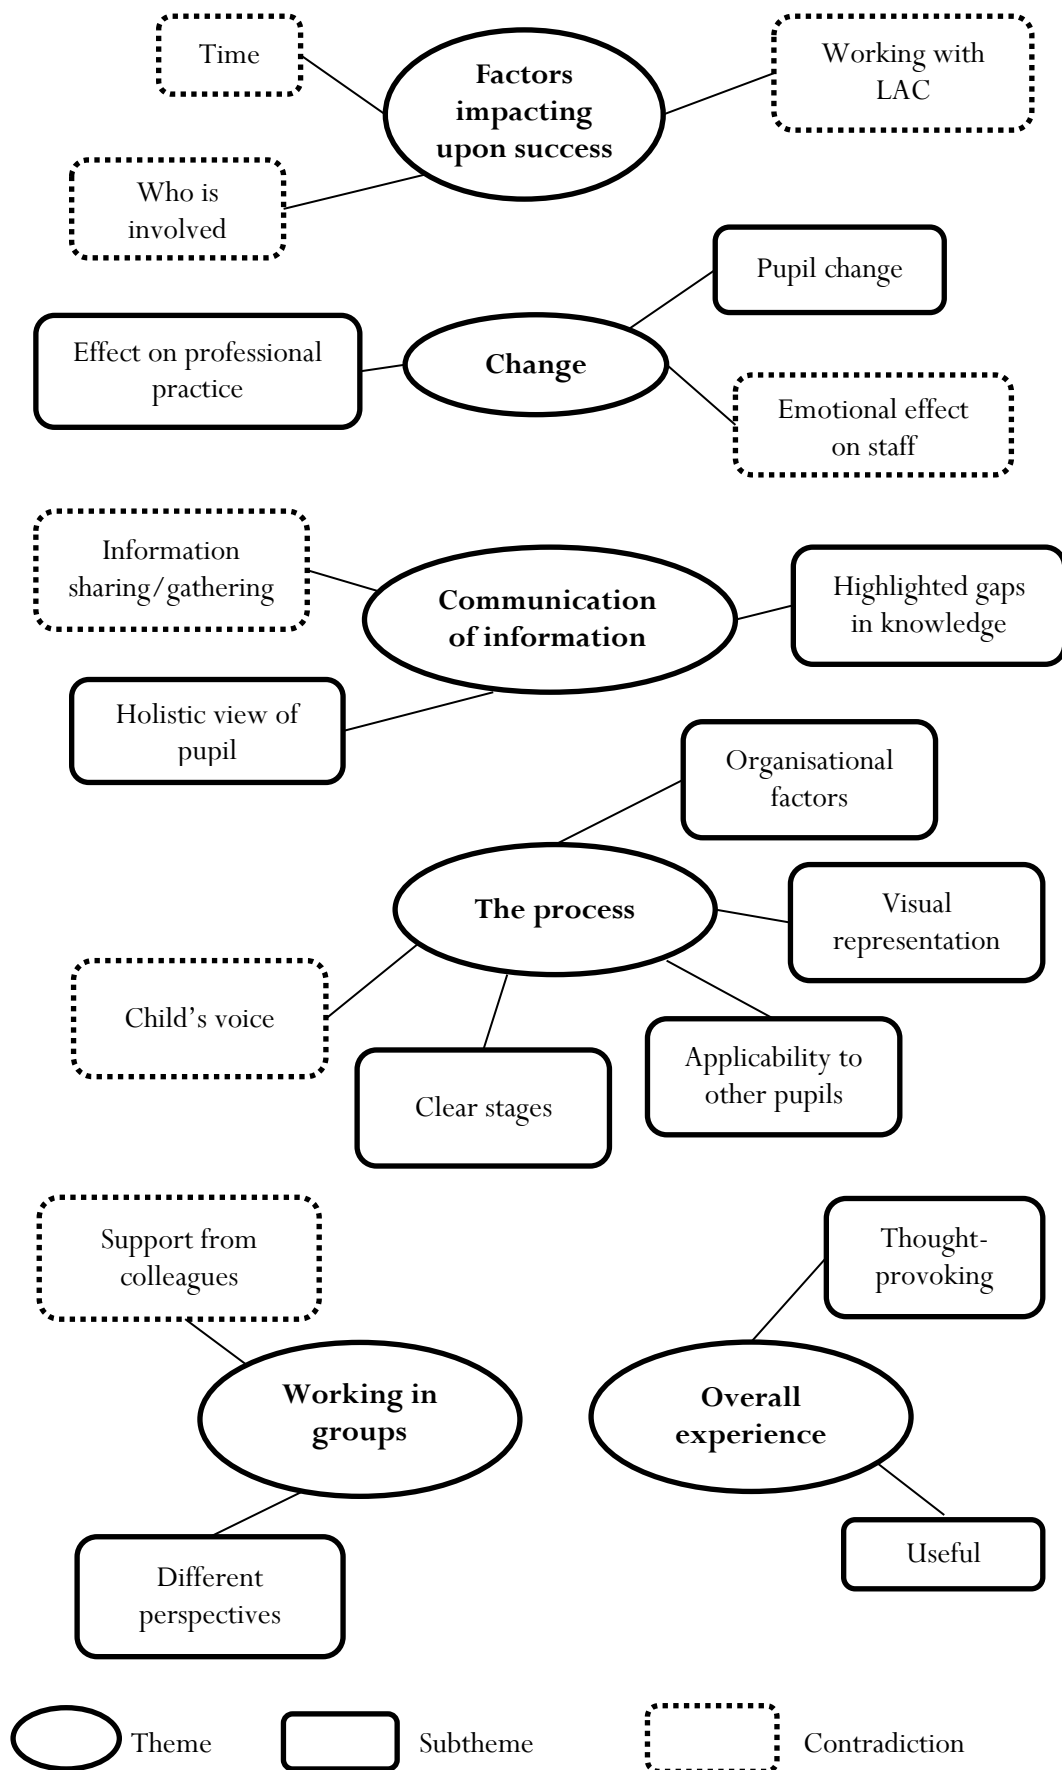 Time
Factors
impacting
upon success
Working with
LAC
Who is
involved
Pupil change
Effect on professional
practice
Change
Emotional effect
on staff
Information
sharing/gathering
Communication
of information
Highlighted gaps
in knowledge
Holistic view of
pupil
Organisational
factors
The process
Visual
representation
Child’s voice
Clear stages
Applicability to
other pupils
Support from
colleagues
Thought-
provoking
Working in
groups
Overall
experience
Different
perspectives
Useful
Theme
Subtheme
Contradiction